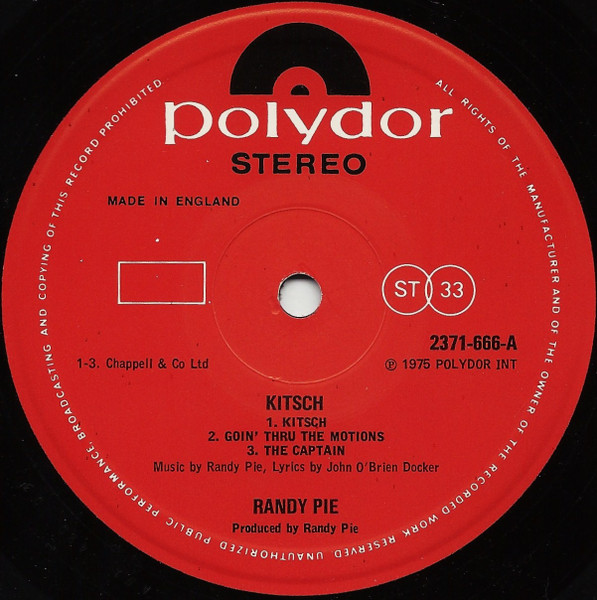 polydor
STEREO
MADE IN ENGLAND
ST 33
2371-666-A
1-3. Chappell & Co Ltd
℗ 1975 POLYDOR INT
KITSCH
1. KITSCH
2. GOIN' THRU THE MOTIONS
3. THE CAPTAIN
Music by Randy Pie, Lyrics by John O'Brien Docker
RANDY PIE
Produced by Randy Pie
ALL RIGHTS OF THE MANUFACTURER AND OF THE OWNER OF THE RECORDED WORK RESERVED. UNAUTHORIZED PUBLIC PERFORMANCE, BROADCASTING AND COPYING OF THIS RECORD PROHIBITED